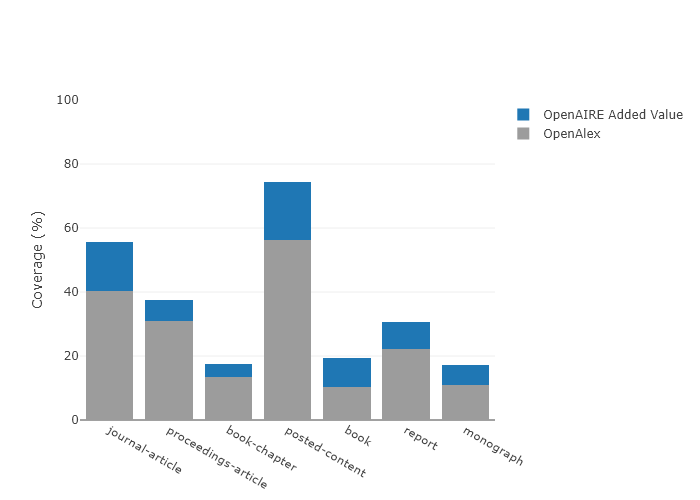 100
80
60
40
20
0
Coverage (%)
journal-article
proceedings-article
book-chapter
posted-content
book
report
monograph
OpenAIRE Added Value
OpenAlex